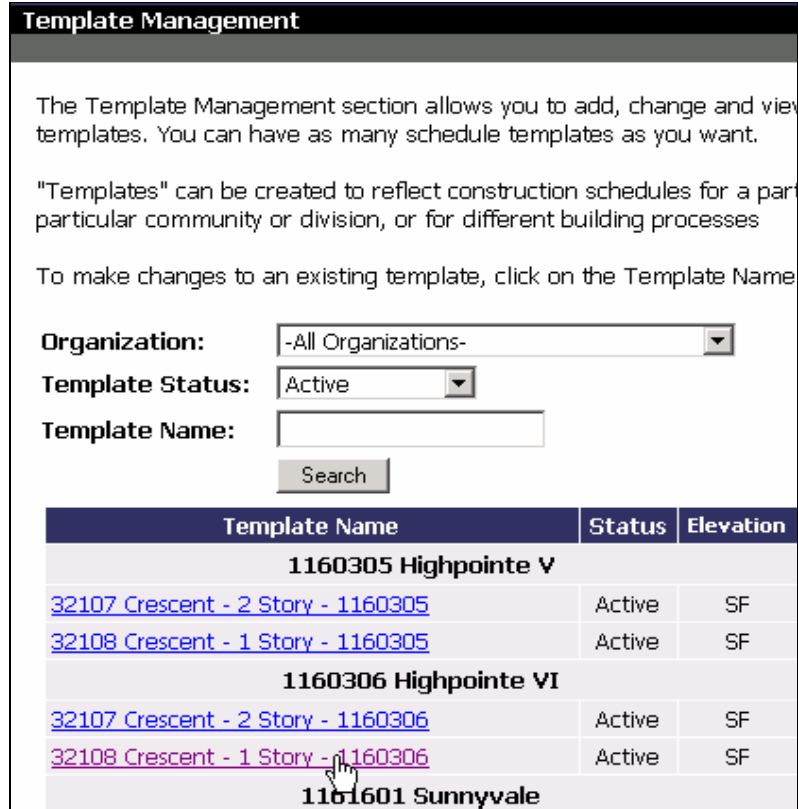 Template Management
The Template Management section allows you to add, change and view
templates. You can have as many schedule templates as you want.
"Templates" can be created to reflect construction schedules for a part
particular community or division, or for different building processes
To make changes to an existing template, click on the Template Name
Organization: -All Organizations-
Template Status: Active
Template Name:
Search
Template Name Status Elevation
1160305 Highpointe V
32107 Crescent - 2 Story - 1160305 Active SF
32108 Crescent - 1 Story - 1160305 Active SF
1160306 Highpointe VI
32107 Crescent - 2 Story - 1160306 Active SF
32108 Crescent - 1 Story - 1160306 Active SF
1161601 Sunnyvale